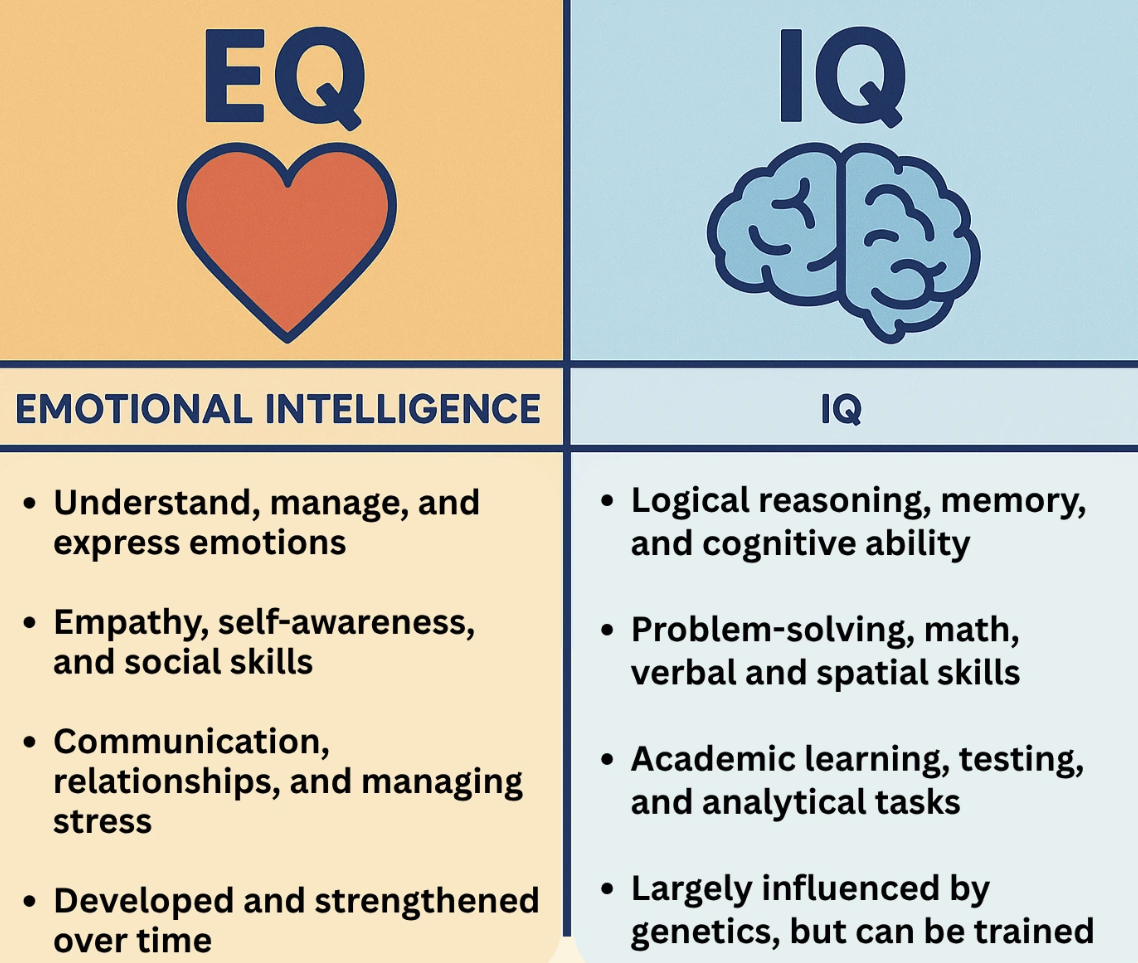 EQ
EMOTIONAL INTELLIGENCE
• Understand, manage, and
express emotions
• Empathy, self-awareness,
and social skills
• Communication,
relationships, and managing
stress
• Developed and strengthened
over time
IQ
IQ
• Logical reasoning, memory,
and cognitive ability
• Problem-solving, math,
verbal and spatial skills
• Academic learning, testing,
and analytical tasks
• Largely influenced by
genetics, but can be trained